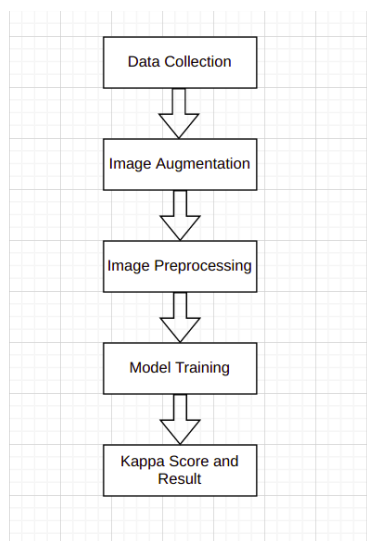 Data Collection
Image Augmentation
Image Preprocessing
Model Training
Kappa Score and
Result